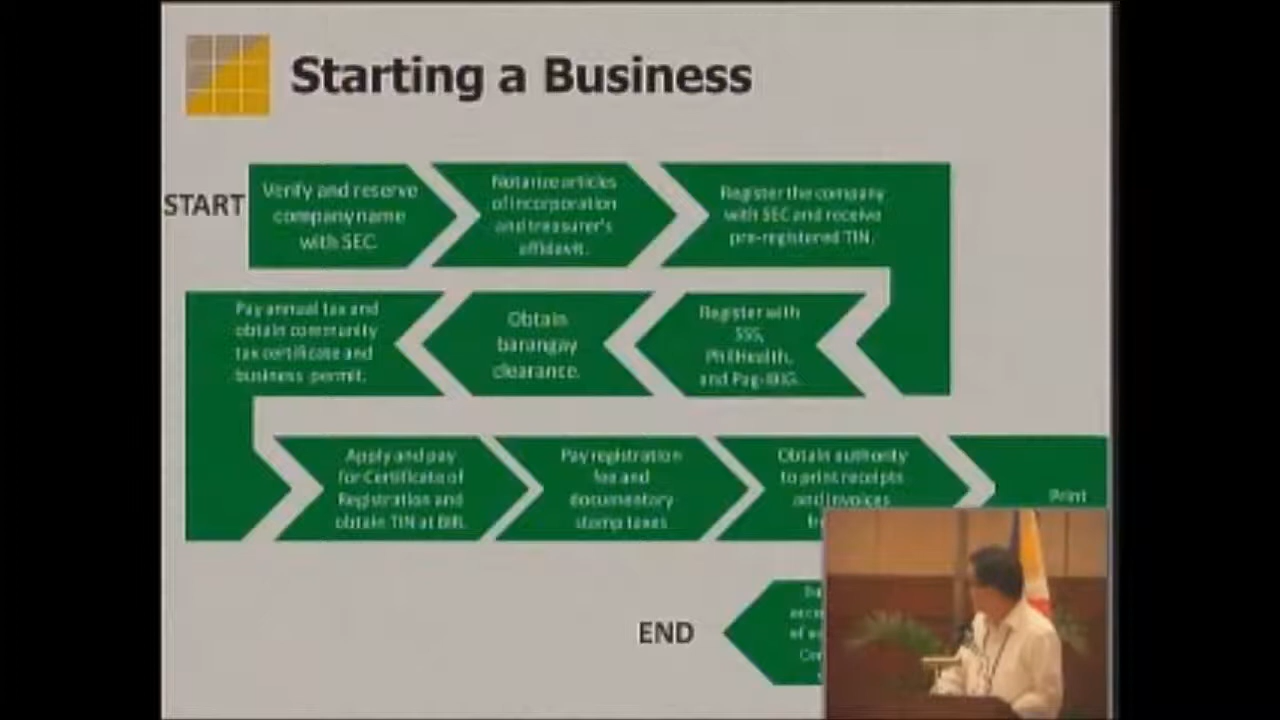 Starting a Business
START
Verify and reserve
company name
with SEC.
Notarize articles
of incorporation
and treasurer's
affidavit.
Register the company
with SEC and receive
pre-registered TIN.
Register with
SSS,
PhilHealth,
and Pag-IBIG.
Obtain
barangay
clearance.
Pay annual tax and
obtain community
tax certificate and
business permit.
Apply and pay
for Certificate of
Registration and
obtain TIN at BIR.
Pay registration
fee and
documentary
stamp taxes
Obtain authority
to print receipts
and invoices
Print
END